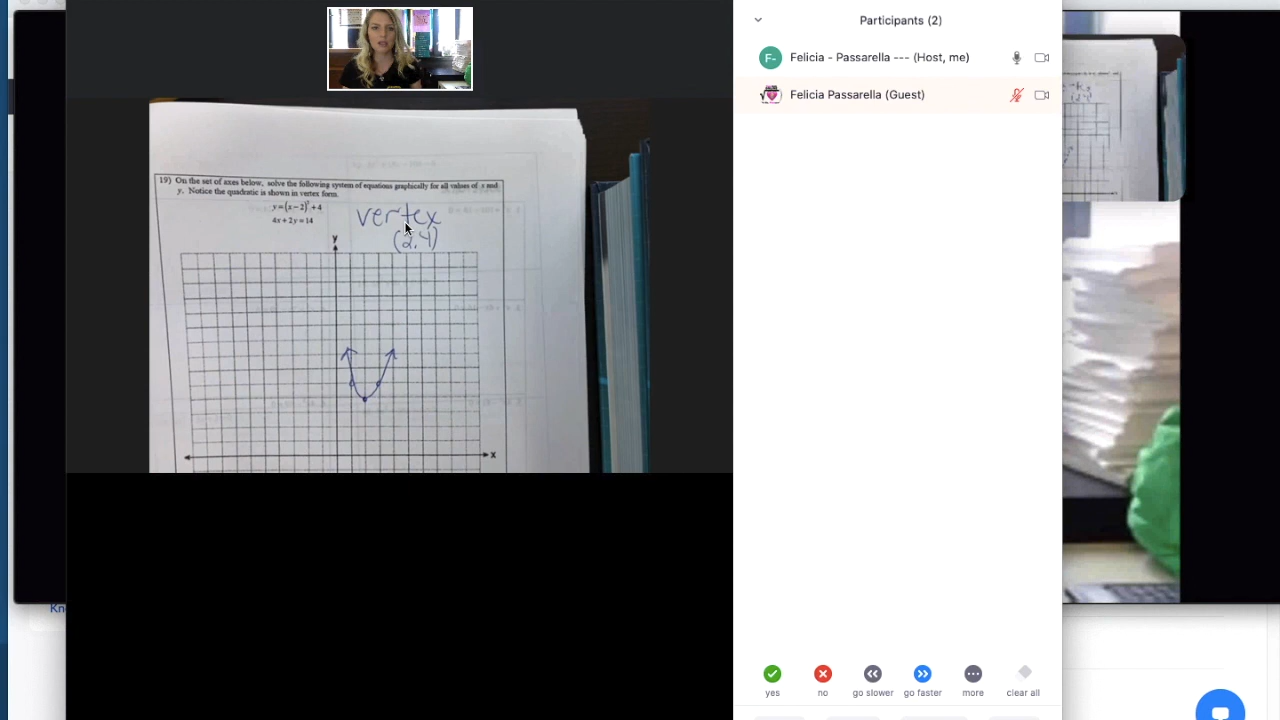 Participants (2)
F-
Felicia - Passarella --- (Host, me)
Felicia Passarella (Guest)
19) On the set of axes below, solve the following system of equations graphically for all values of x and
y. Notice the quadratic is shown in vertex form.
y=(x−2)²+4
4x+2y=14
vertex
(2,4)
y
x
Kn
yes
no
go slower
go faster
more
clear all